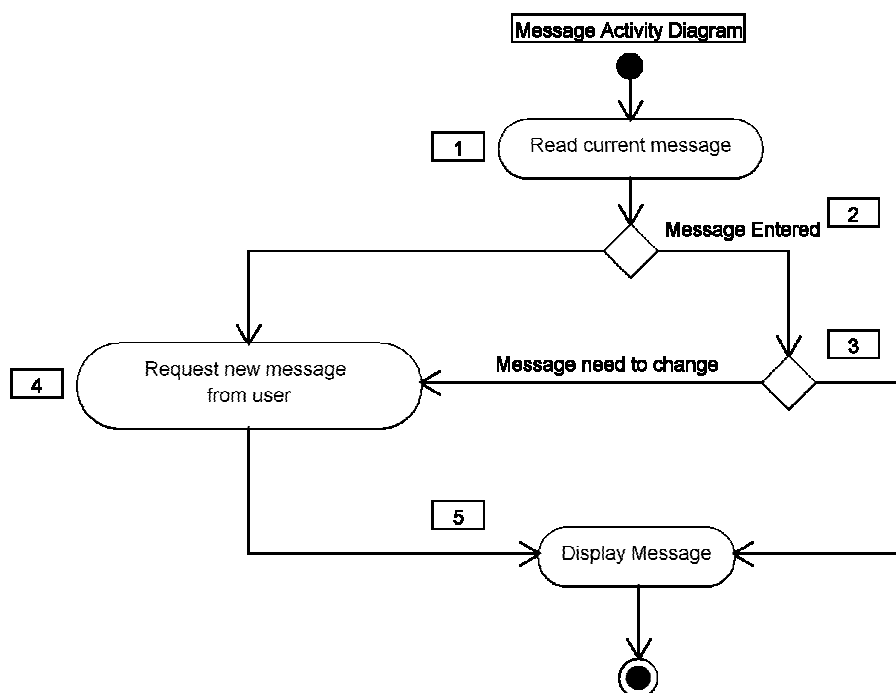 Message Activity Diagram
1
Read current message
2
Message Entered
3
Message need to change
4
Request new message
from user
5
Display Message